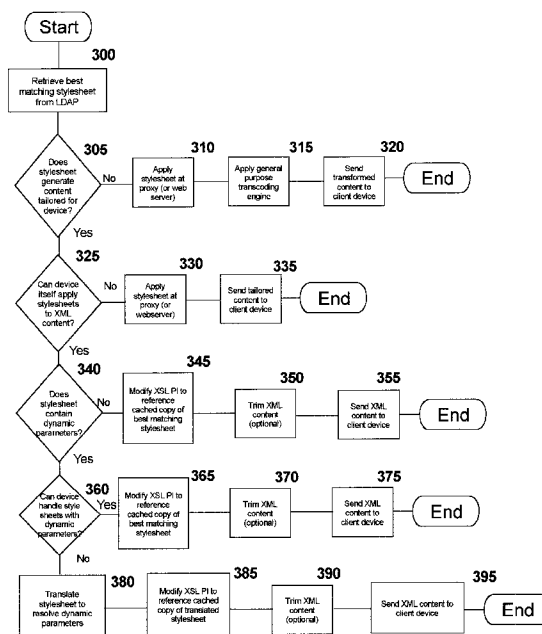 Start
300
Retrieve best
matching stylesheet
from LDAP
305
Does
stylesheet
generate
content
tailored for
device?
No
310
Apply
stylesheet at
proxy (or web
server)
315
Apply general
purpose
transcoding
engine
320
Send
transformed
content to
client device
End
Yes
325
Can device
itself apply
stylesheets
to XML
content?
No
330
Apply
stylesheet at
proxy (or
webserver)
335
Send tailored
content to
client device
End
Yes
340
Does
stylesheet
contain
dynamic
parameters?
No
345
Modify XSL PI to
reference
cached copy of
best matching
stylesheet
350
Trim XML
content
(optional)
355
Send XML
content to
client device
End
Yes
360
Can device
handle style
sheets with
dynamic
parameters?
Yes
365
Modify XSL PI to
reference
cached copy of
best matching
stylesheet
370
Trim XML
content
(optional)
375
Send XML
content to
client device
End
No
380
Translate
stylesheet to
resolve dynamic
parameters
385
Modify XSL PI to
reference cached
copy of translated
stylesheet
390
Trim XML
content
(optional)
395
Send XML content to
client device
End